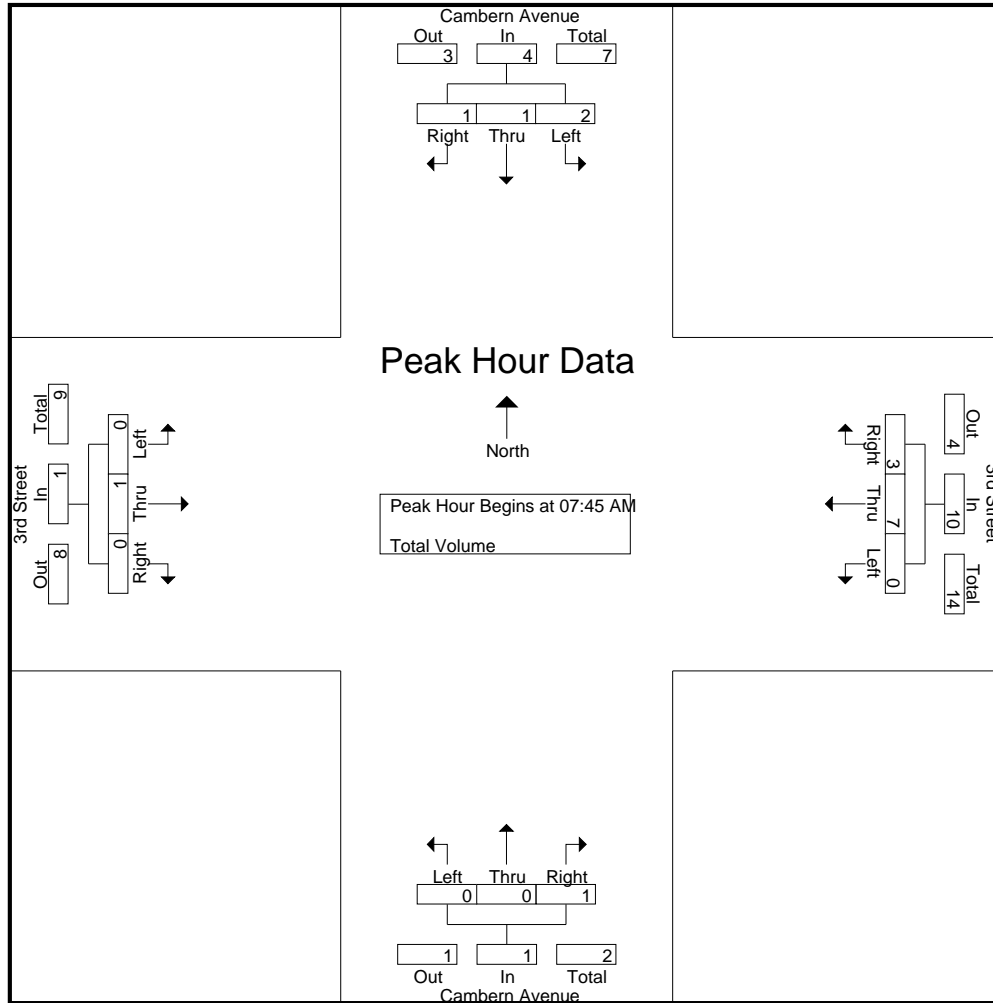 Cambern Avenue
Out In Total
3 4 7
1 1 2
Right Thru Left
Peak Hour Data
North
Peak Hour Begins at 07:45 AM
Total Volume
3rd Street
Total In Out
9 1 8
0 1 0
Left Thru Right
3rd Street
Out In Total
4 10 14
3 7 0
Right Thru Left
Left Thru Right
0 0 1
1 1 2
Out In Total
Cambern Avenue